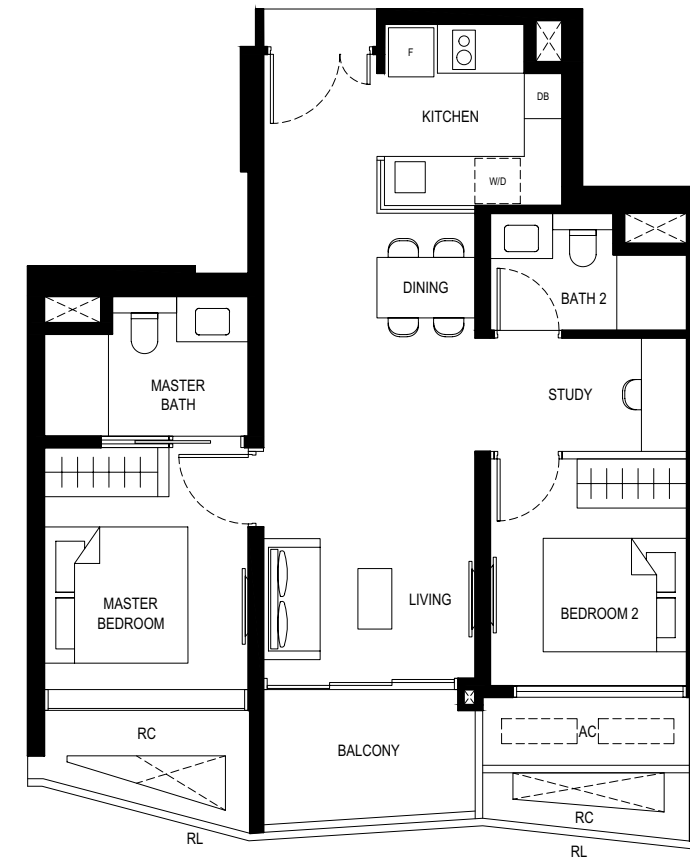 F
DB
KITCHEN
W/D
DINING
BATH 2
MASTER
BATH
STUDY
MASTER
BEDROOM
LIVING
BEDROOM 2
RC
BALCONY
AC
RC
RL
RL